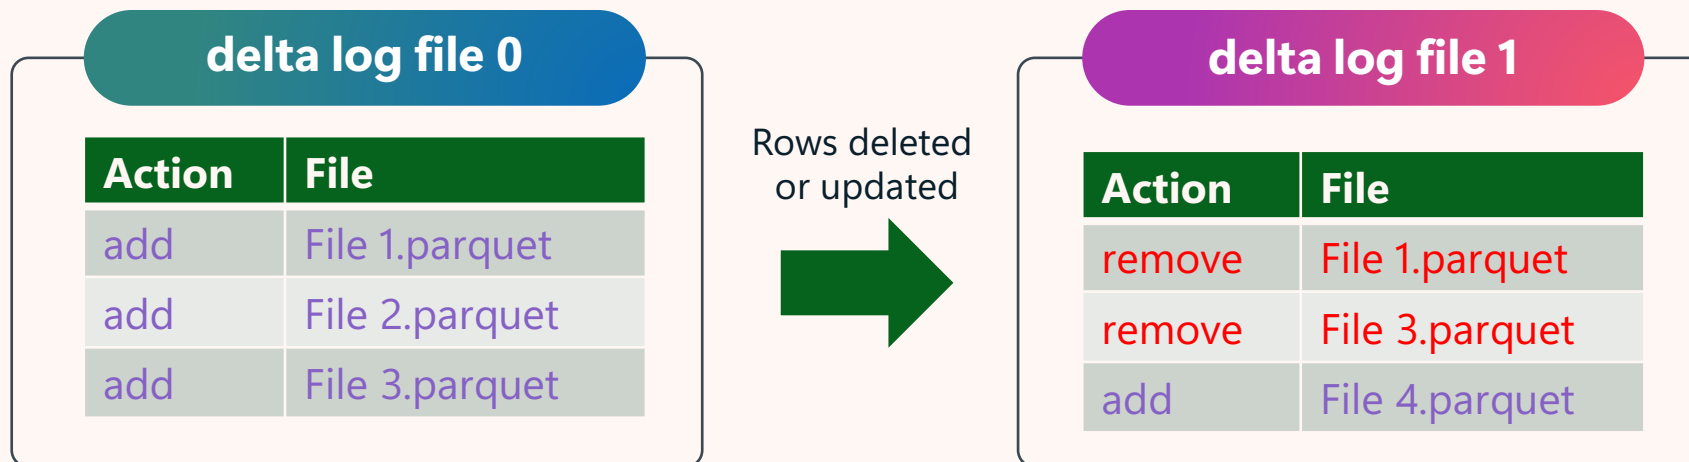 delta log file 0
Action File
add File 1.parquet
add File 2.parquet
add File 3.parquet
Rows deleted
or updated
delta log file 1
Action File
remove File 1.parquet
remove File 3.parquet
add File 4.parquet